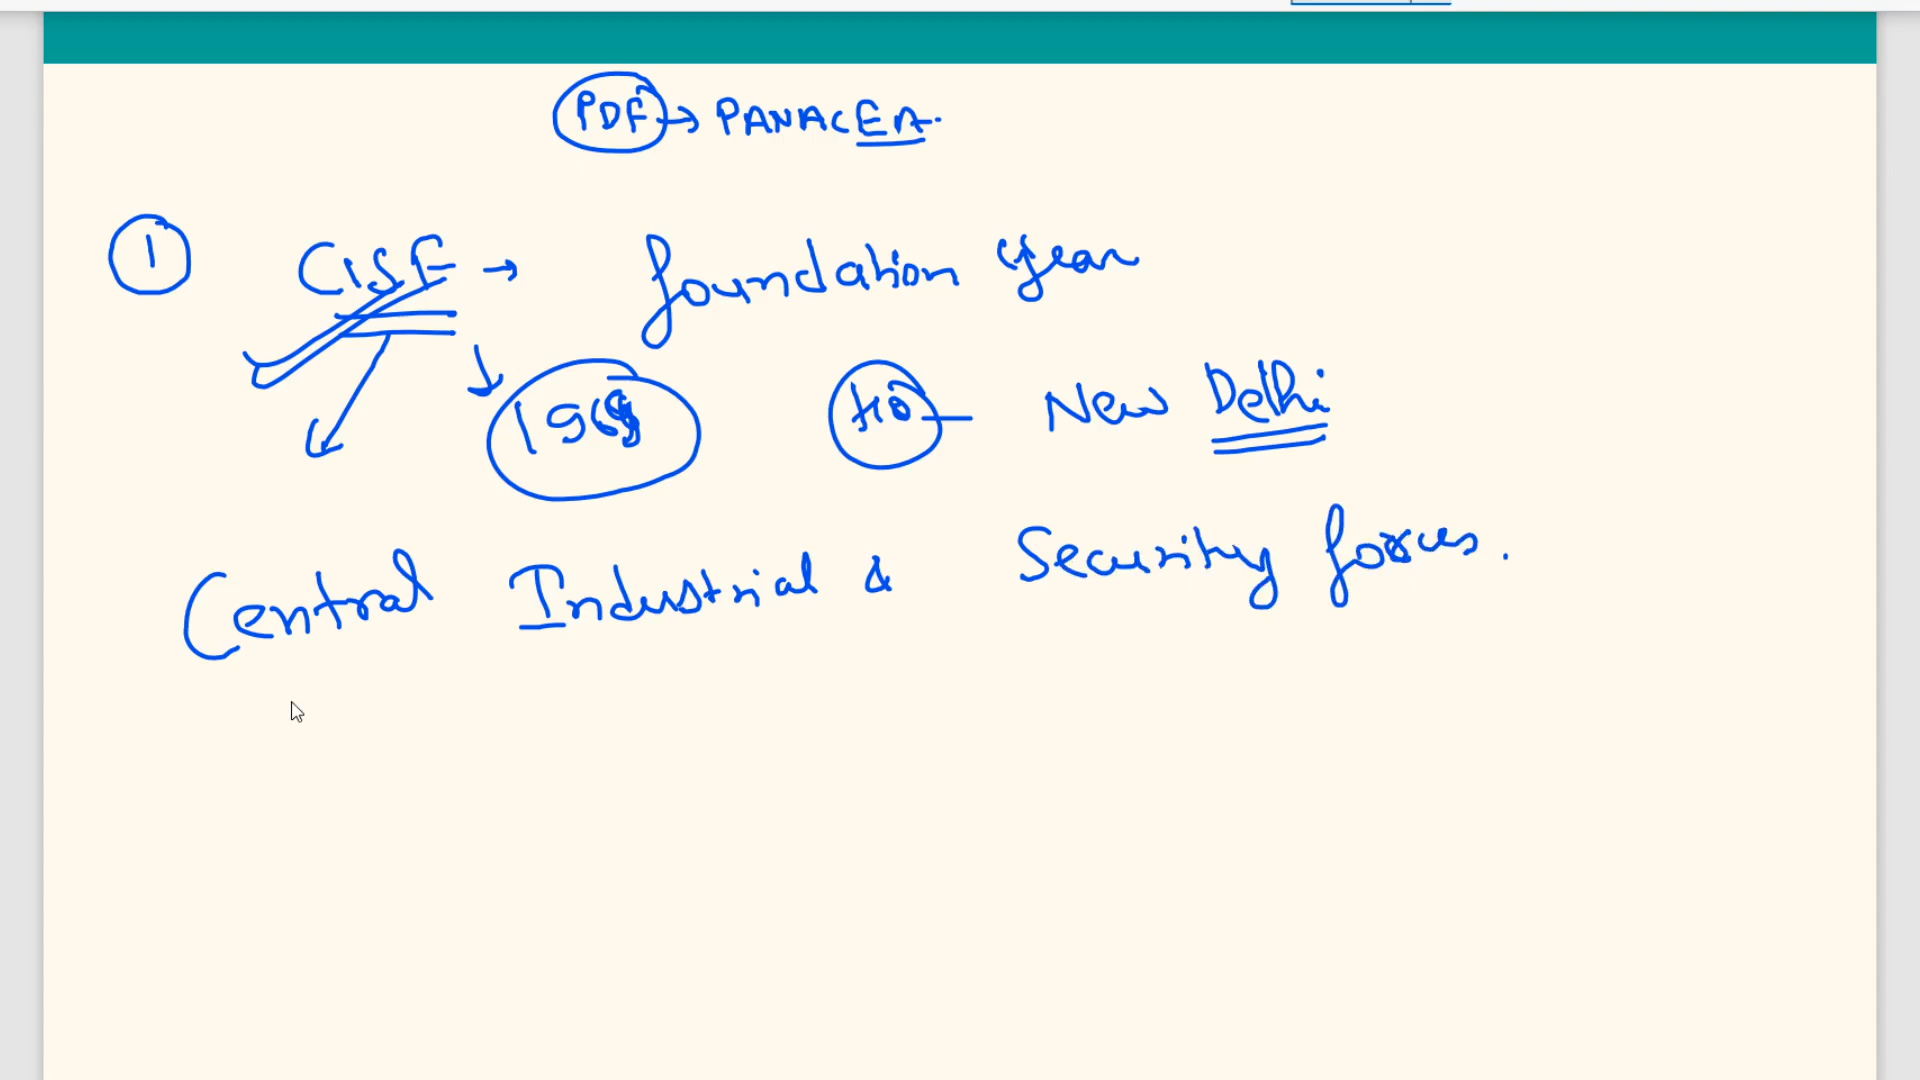 PDF → PANACEA.
1 CISF → foundation year
1969 HQ - New Delhi
Central Industrial & Security forces.